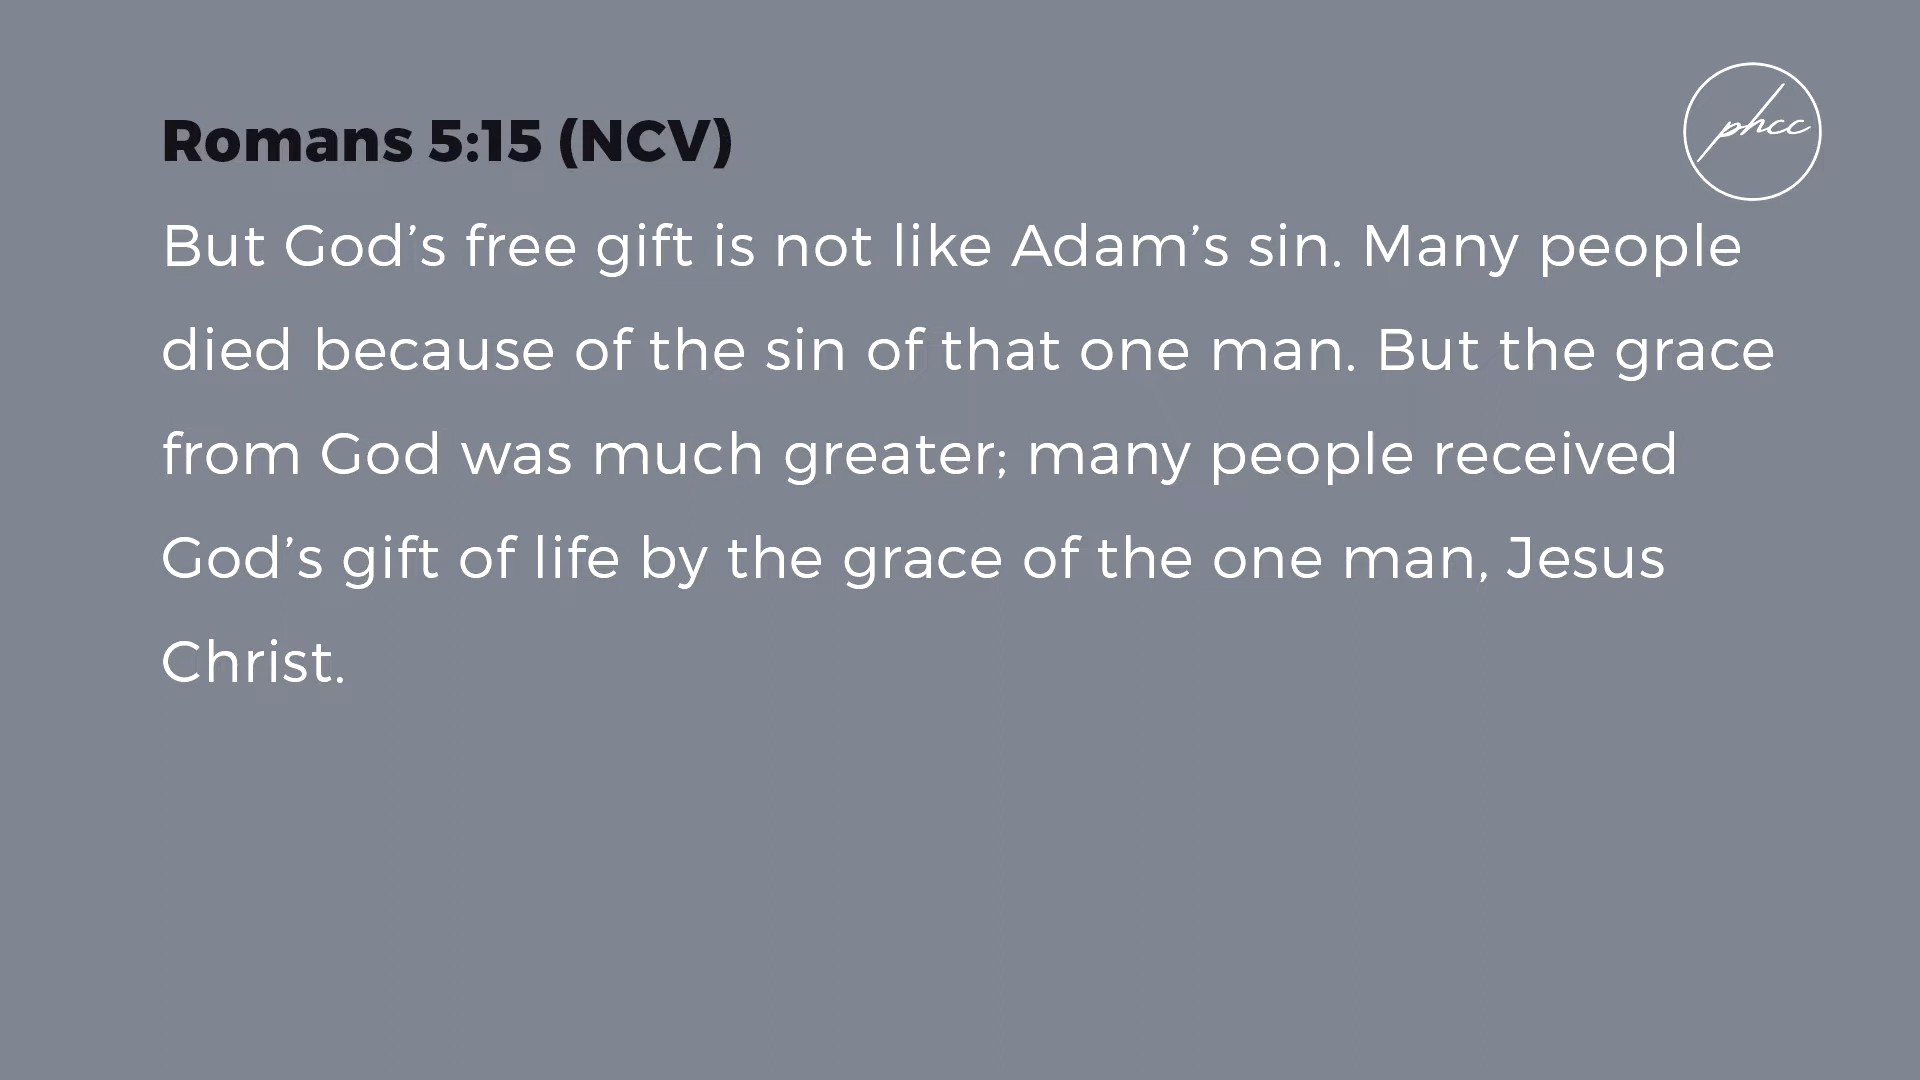 Romans 5:15 (NCV)
phcc
But God’s free gift is not like Adam’s sin. Many people
died because of the sin of that one man. But the grace
from God was much greater; many people received
God’s gift of life by the grace of the one man, Jesus
Christ.